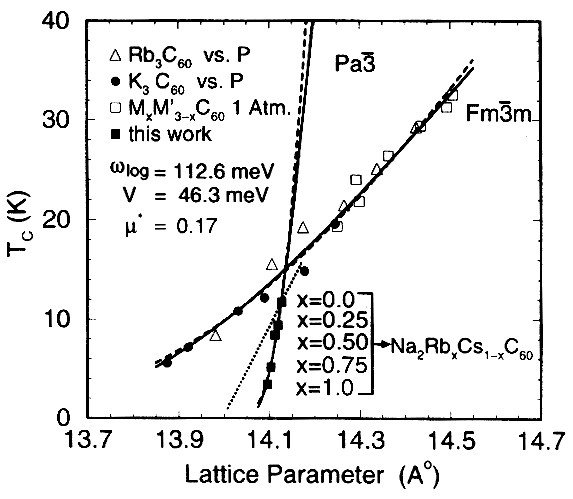 40
30
20
10
0
T_C (K)
△ Rb₃C₆₀ vs. P
● K₃C₆₀ vs. P
□ MₓM'₃₋ₓC₆₀ 1 Atm.
■ this work
ω_log = 112.6 meV
V = 46.3 meV
μ* = 0.17
Pa3̅
Fm3̅m
x=0.0
x=0.25
x=0.50
x=0.75
x=1.0
Na₂RbₓCs₁₋ₓC₆₀
13.7 13.9 14.1 14.3 14.5 14.7
Lattice Parameter (A°)